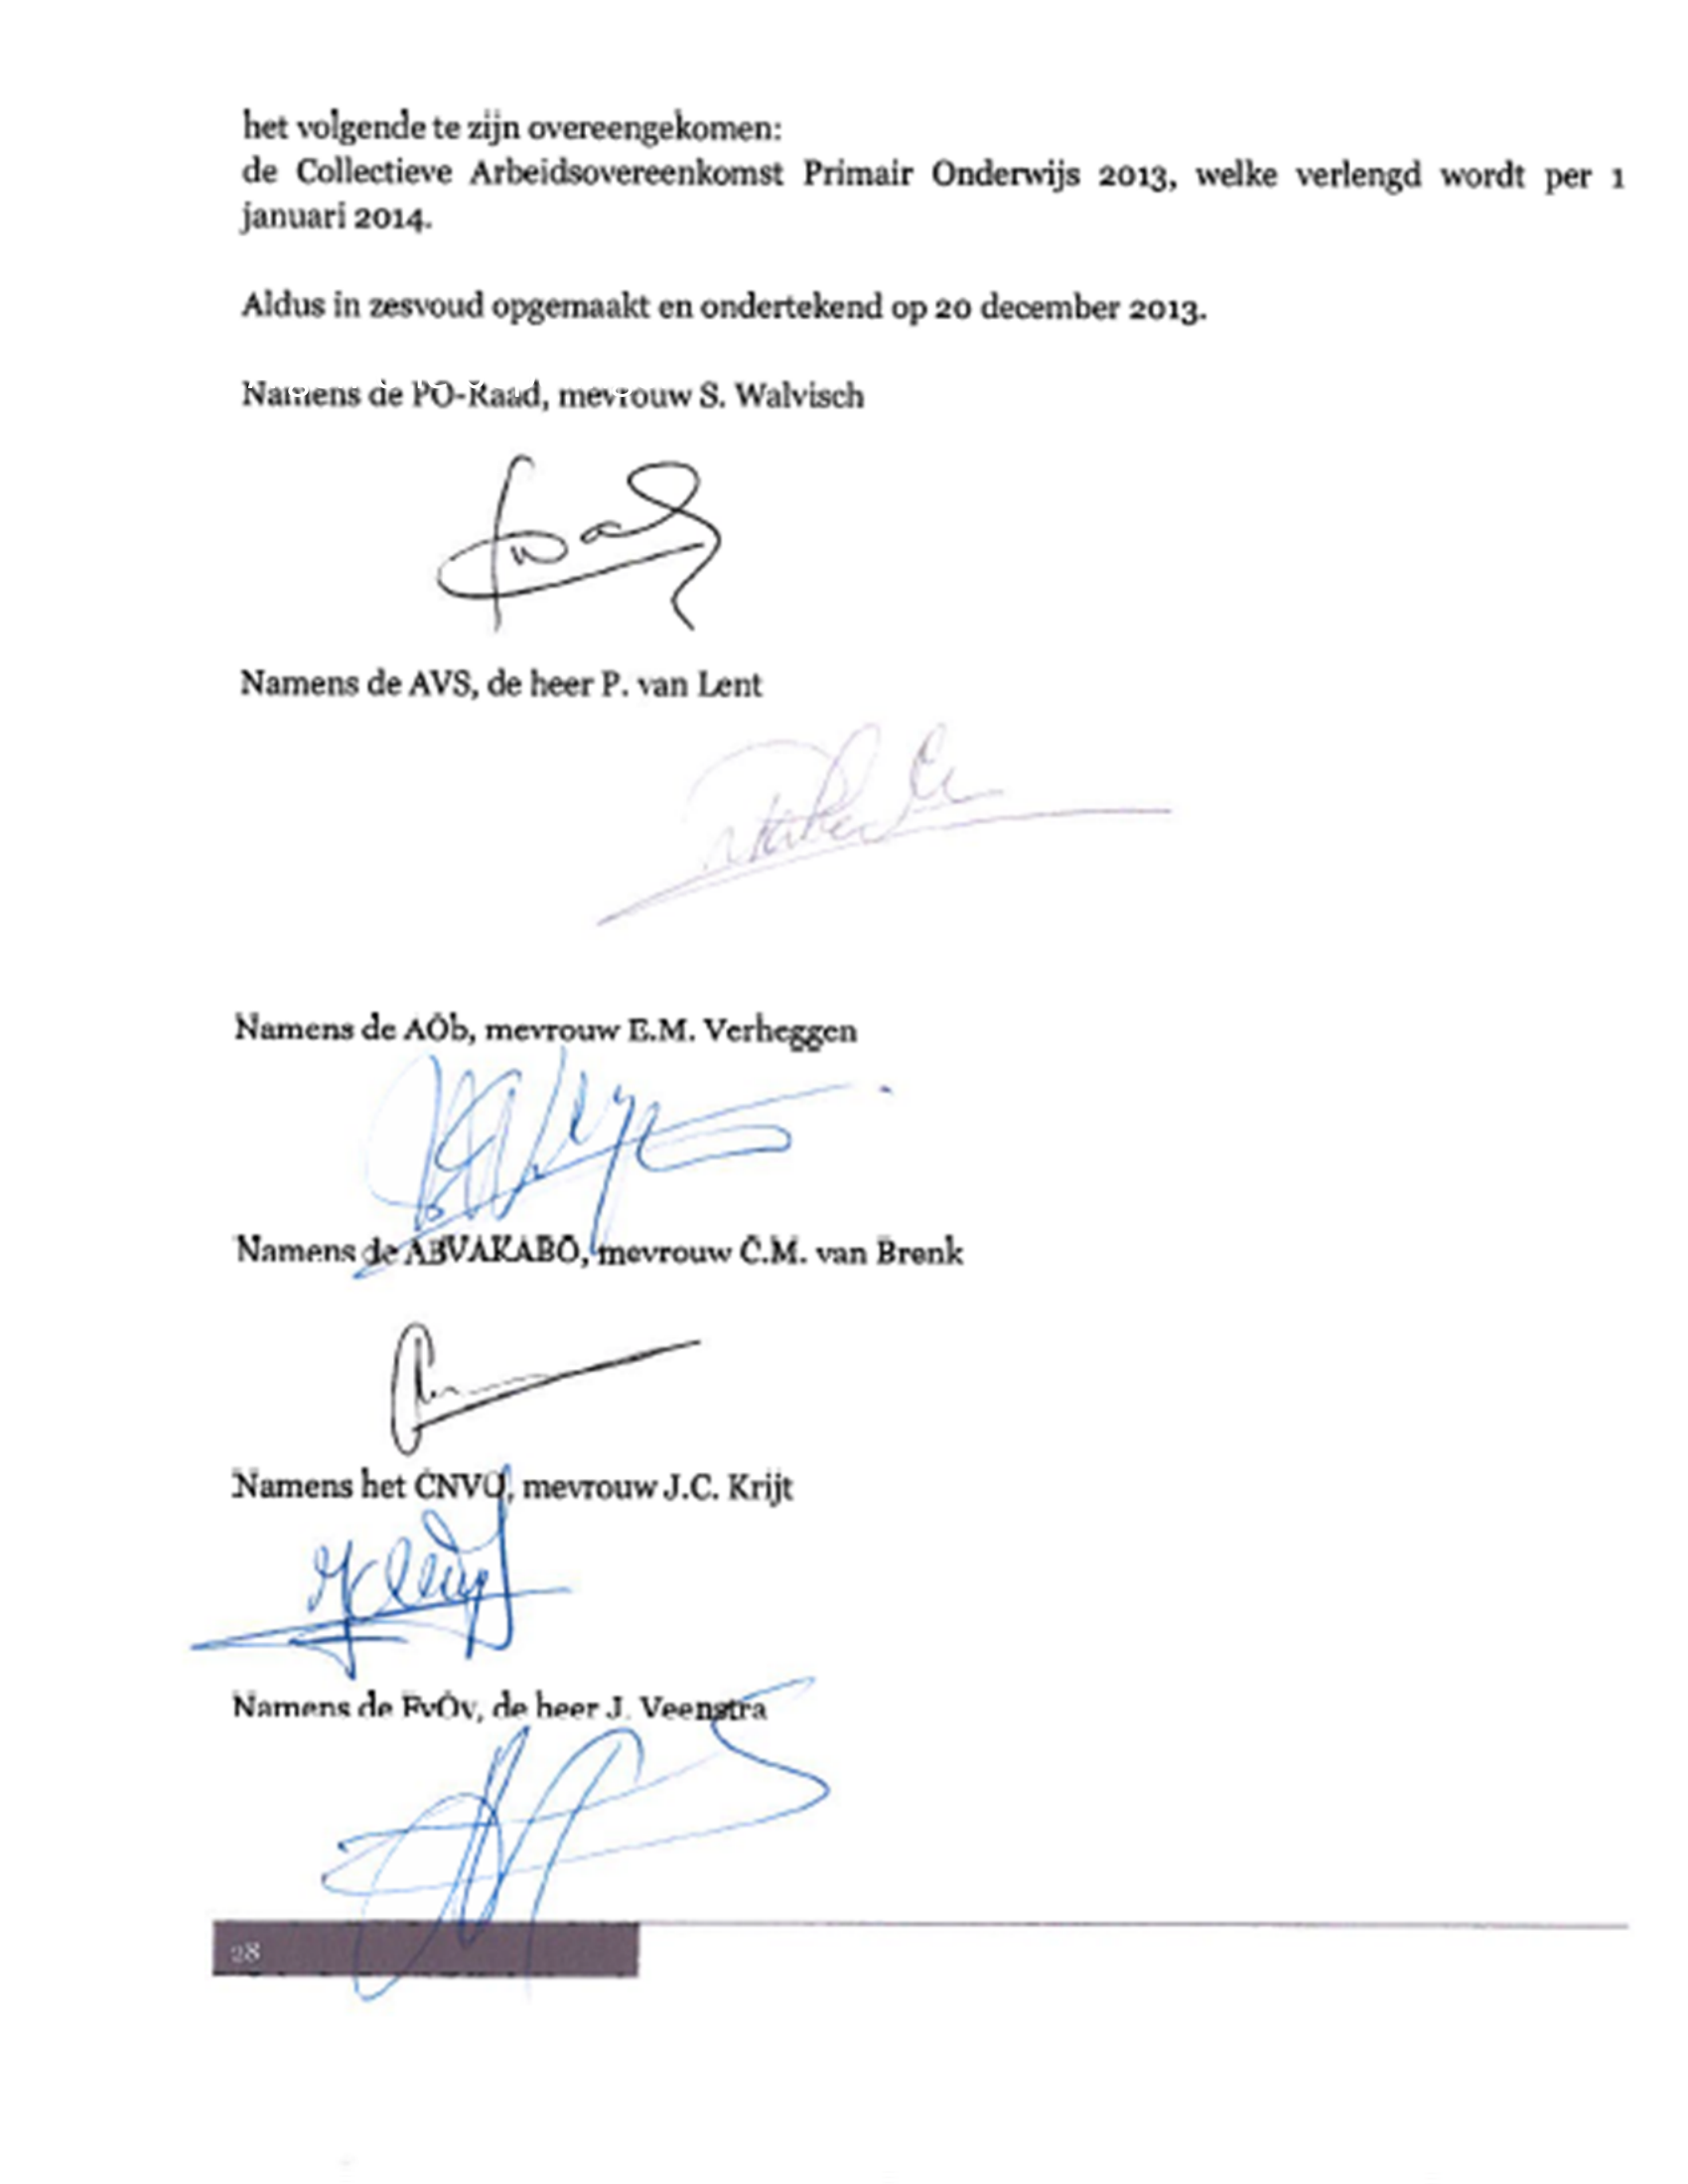 het volgende te zijn overeengekomen:
de Collectieve Arbeidsovereenkomst Primair Onderwijs 2013, welke verlengd wordt per 1
januari 2014.
Aldus in zesvoud opgemaakt en ondertekend op 20 december 2013.
Namens de PO-Raad, mevrouw S. Walvisch
Namens de AVS, de heer P. van Lent
Namens de AOb, mevrouw E.M. Verheggen
Namens de ABVAKABO, mevrouw C.M. van Brenk
Namens het CNVO, mevrouw J.C. Krijt
Namens de FvOv, de heer J. Veenstra
28